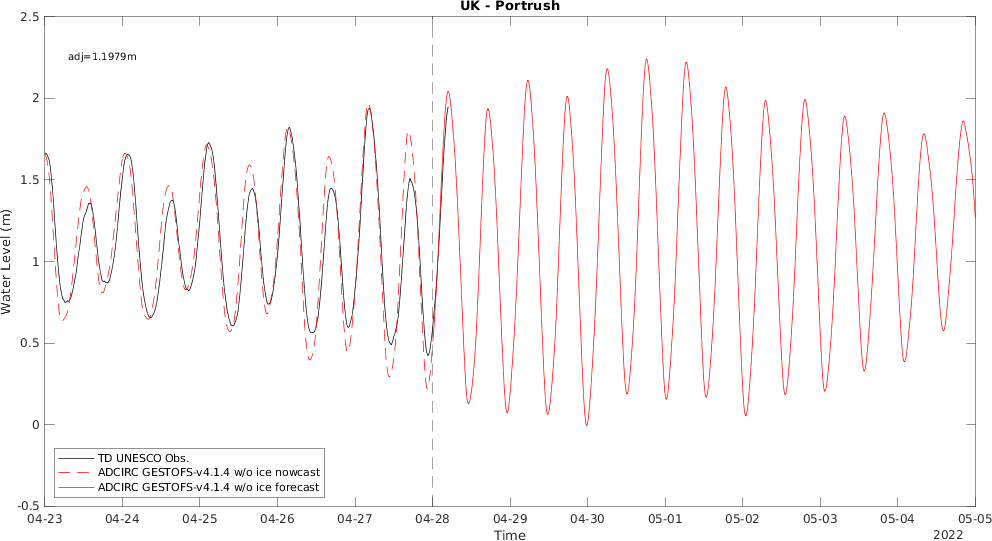 UK - Portrush
adj=1.1979m
2.5
2
1.5
1
0.5
0
-0.5
Water Level (m)
TD UNESCO Obs.
ADCIRC GESTOFS-v4.1.4 w/o ice nowcast
ADCIRC GESTOFS-v4.1.4 w/o ice forecast
04-23 04-24 04-25 04-26 04-27 04-28 04-29 04-30 05-01 05-02 05-03 05-04 05-05
Time
2022